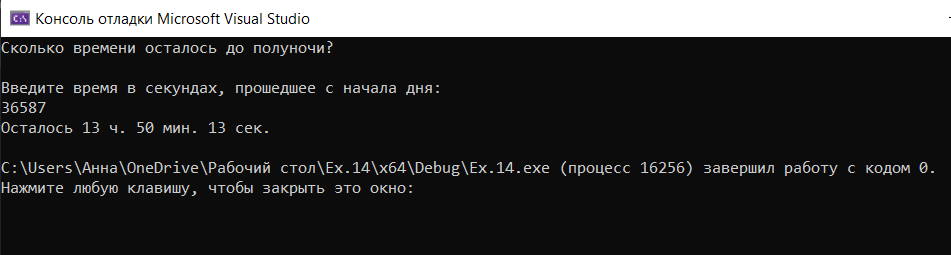 Консоль отладки Microsoft Visual Studio
Сколько времени осталось до полуночи?
Введите время в секундах, прошедшее с начала дня:
36587
Осталось 13 ч. 50 мин. 13 сек.
C:\Users\Анна\OneDrive\Рабочий стол\Ex.14\x64\Debug\Ex.14.exe (процесс 16256) завершил работу с кодом 0.
Нажмите любую клавишу, чтобы закрыть это окно: